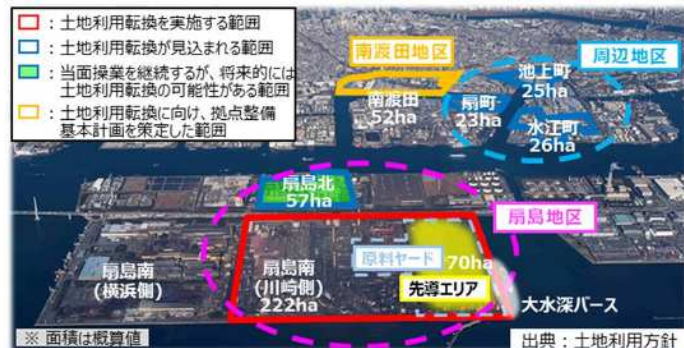 ：土地利用転換を実施する範囲
：土地利用転換が見込まれる範囲
：当面操業を継続するが、将来的には
土地利用転換の可能性がある範囲
：土地利用転換に向け、拠点整備
基本計画を策定した範囲
南渡田地区
周辺地区
南渡田
52ha
池上町
25ha
扇町
23ha
水江町
26ha
扇島北
57ha
扇島地区
原料ヤード
70ha
先導エリア
扇島南
(横浜側)
扇島南
(川崎側)
222ha
大水深バース
※ 面積は概算値
出典：土地利用方針